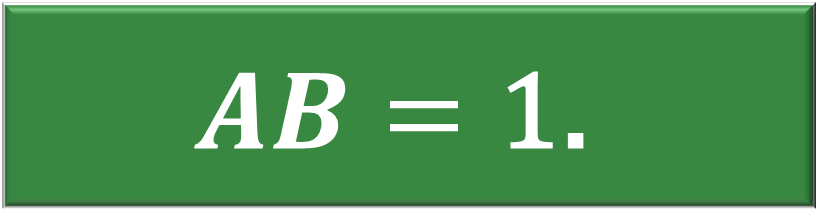 AB = 1.